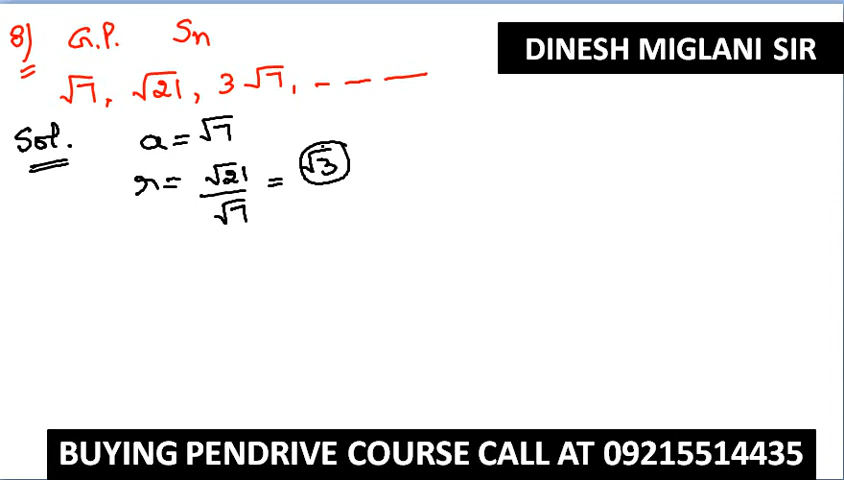 8) G.P. Sn
√7, √21, 3√7, - - -
Sol. a = √7
r = √21/√7 = √3
DINESH MIGLANI SIR
BUYING PENDRIVE COURSE CALL AT 09215514435